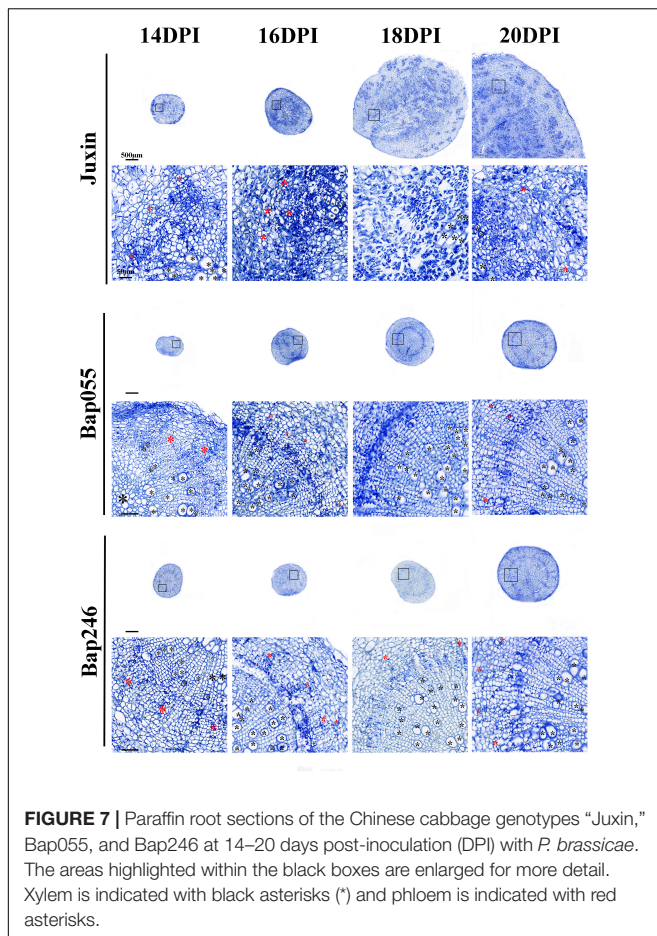 14DPI 16DPI 18DPI 20DPI
Juxin
500μm
50μm
Bap055
Bap246
FIGURE 7 | Paraffin root sections of the Chinese cabbage genotypes “Juxin,”
Bap055, and Bap246 at 14–20 days post-inoculation (DPI) with P. brassicae.
The areas highlighted within the black boxes are enlarged for more detail.
Xylem is indicated with black asterisks (*) and phloem is indicated with red
asterisks.